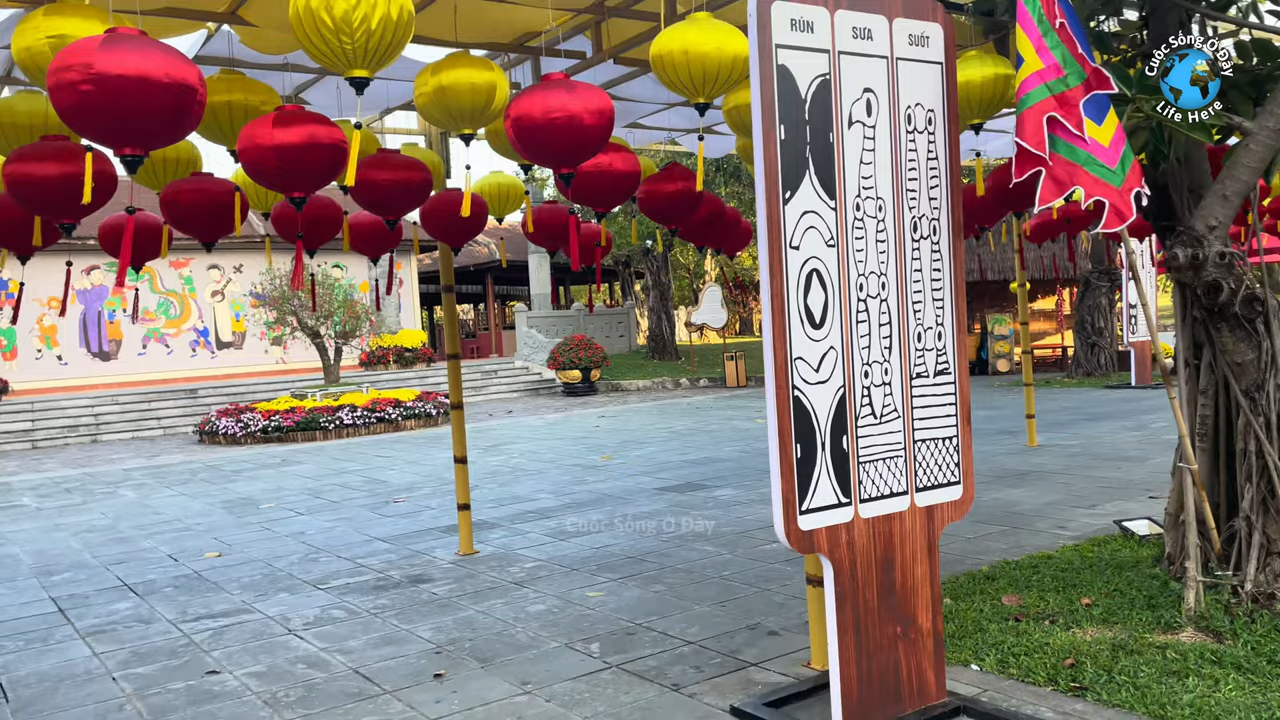 RÚN
SƯA
SUỐT
Cuộc Sống Ở Đây
Life Here
Cuộc Sống Ở Đây